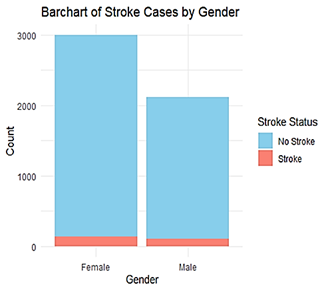 Barchart of Stroke Cases by Gender
3000
2000
1000
0
Count
Female
Male
Gender
Stroke Status
No Stroke
Stroke